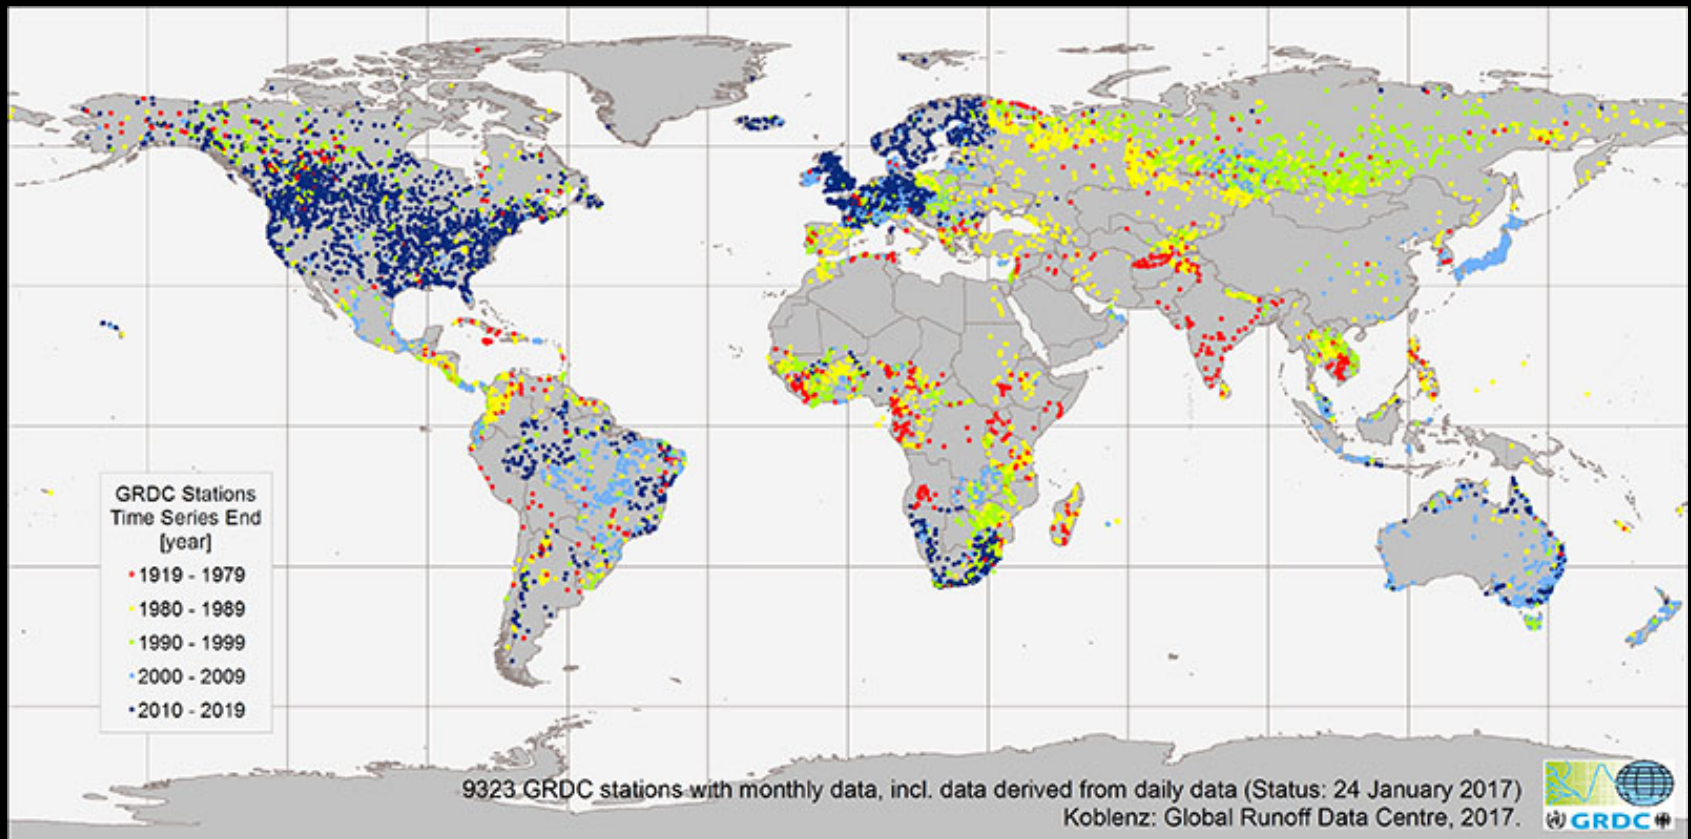 GRDC Stations
Time Series End
[year]
1919 - 1979
1980 - 1989
1990 - 1999
2000 - 2009
2010 - 2019
9323 GRDC stations with monthly data, incl. data derived from daily data (Status: 24 January 2017)
Koblenz: Global Runoff Data Centre, 2017.
GRDC